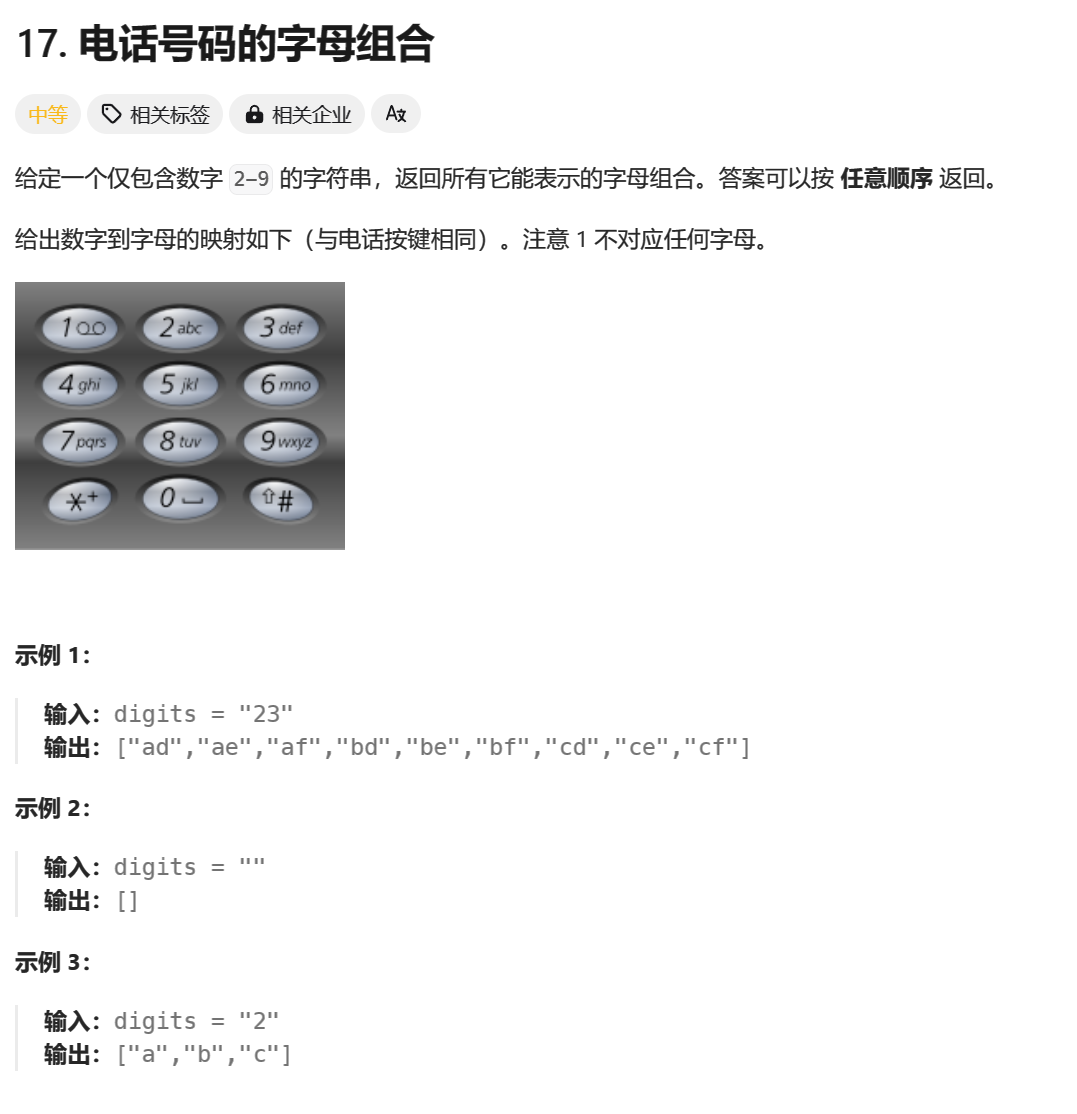 17. 电话号码的字母组合
中等 相关标签 相关企业
给定一个仅包含数字 2-9 的字符串，返回所有它能表示的字母组合。答案可以按 任意顺序 返回。
给出数字到字母的映射如下（与电话按键相同）。注意 1 不对应任何字母。
1 2 abc 3 def
4 ghi 5 jkl 6 mno
7 pqrs 8 tuv 9 wxyz
*+ 0 ⇧#
示例 1：
输入：digits = "23"
输出：["ad","ae","af","bd","be","bf","cd","ce","cf"]
示例 2：
输入：digits = ""
输出：[]
示例 3：
输入：digits = "2"
输出：["a","b","c"]